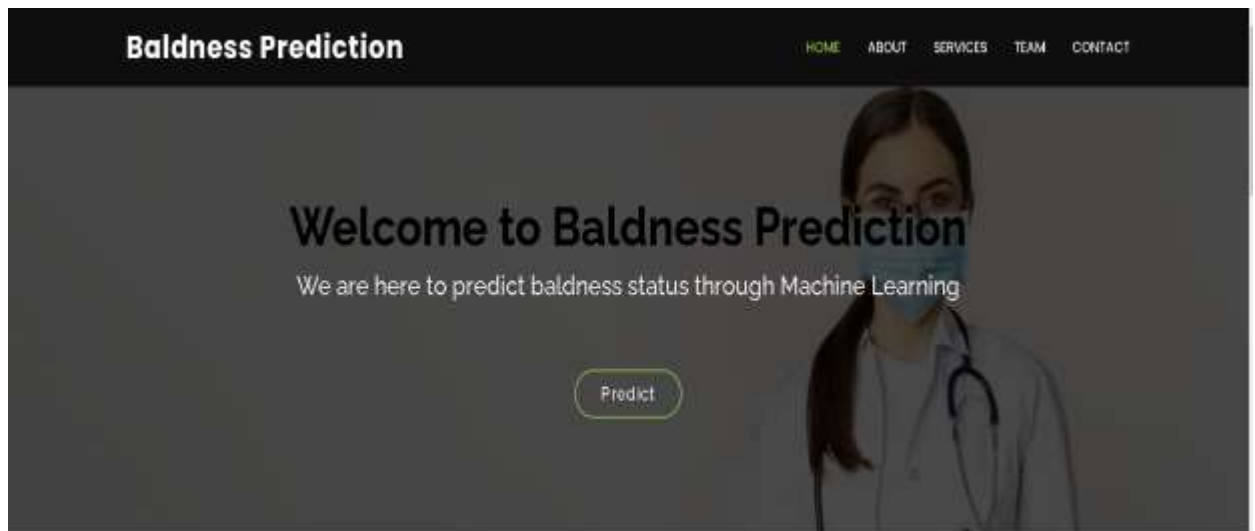 Baldness Prediction
HOME ABOUT SERVICES TEAM CONTACT
Welcome to Baldness Prediction
We are here to predict baldness status through Machine Learning
Predict